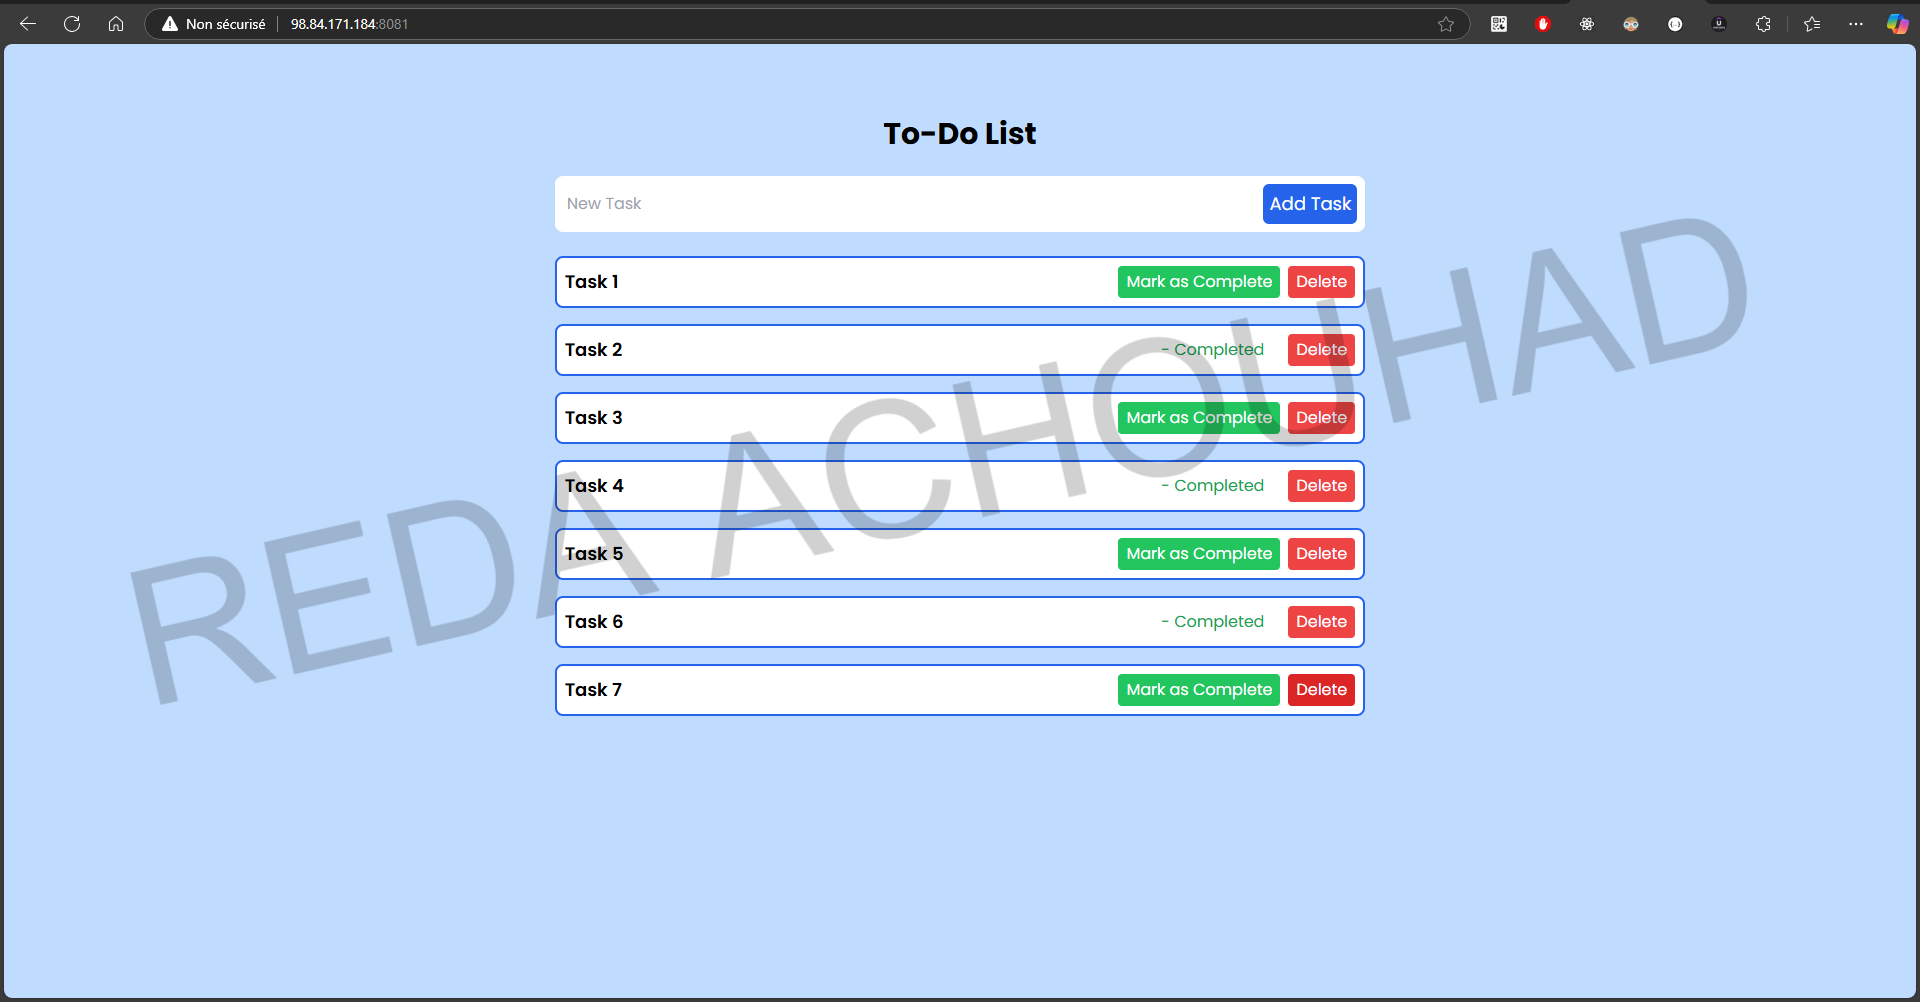 Non sécurisé 98.84.171.184:8081
To-Do List
New Task Add Task
Task 1 Mark as Complete Delete
Task 2 - Completed Delete
Task 3 Mark as Complete Delete
Task 4 - Completed Delete
Task 5 Mark as Complete Delete
Task 6 - Completed Delete
Task 7 Mark as Complete Delete
REDA ACHOUHAD